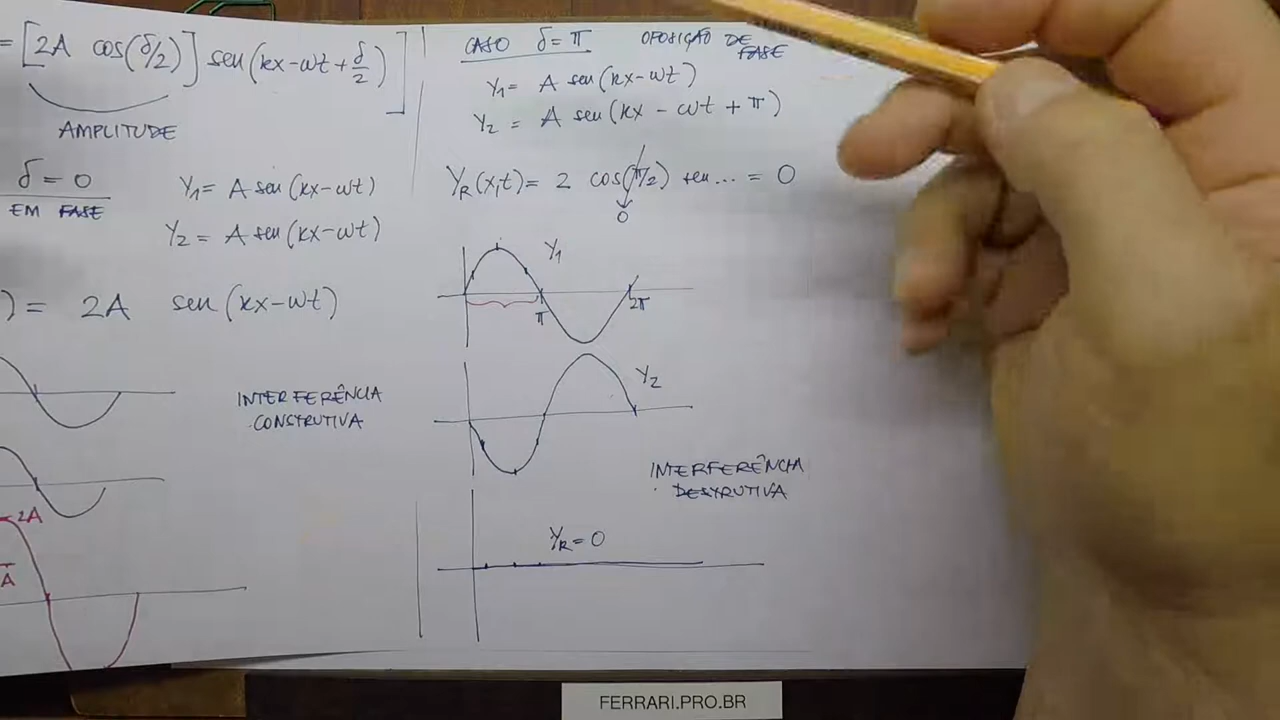 = [2A cos(δ/2)] sen(kx-ωt+δ/2)]
AMPLITUDE
δ=0
EM FASE
Y1= A sen(kx-ωt)
Y2 = A sen(kx-ωt)
)= 2A sen(kx-ωt)
INTERFERÊNCIA
CONSTRUTIVA
2A
A
CASO δ=π OPOSIÇÃO DE
FASE
Y1= A sen(kx-ωt)
Y2 = A sen(kx - ωt + π)
YR(x,t)= 2 cos(π/2) sen... = 0
0
Y1
π
2π
Y2
INTERFERÊNCIA
DESTRUTIVA
YR=0
FERRARI.PRO.BR